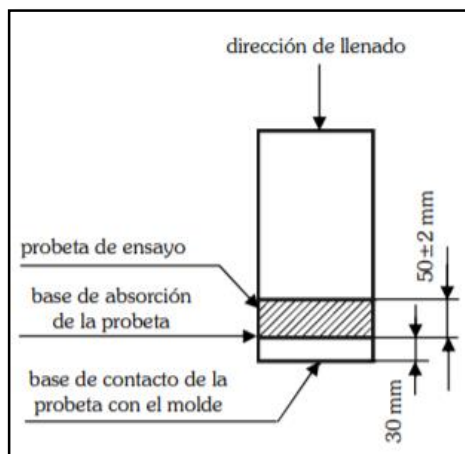 dirección de llenado
probeta de ensayo
base de absorción
de la probeta
base de contacto de la
probeta con el molde
50±2 mm
30 mm